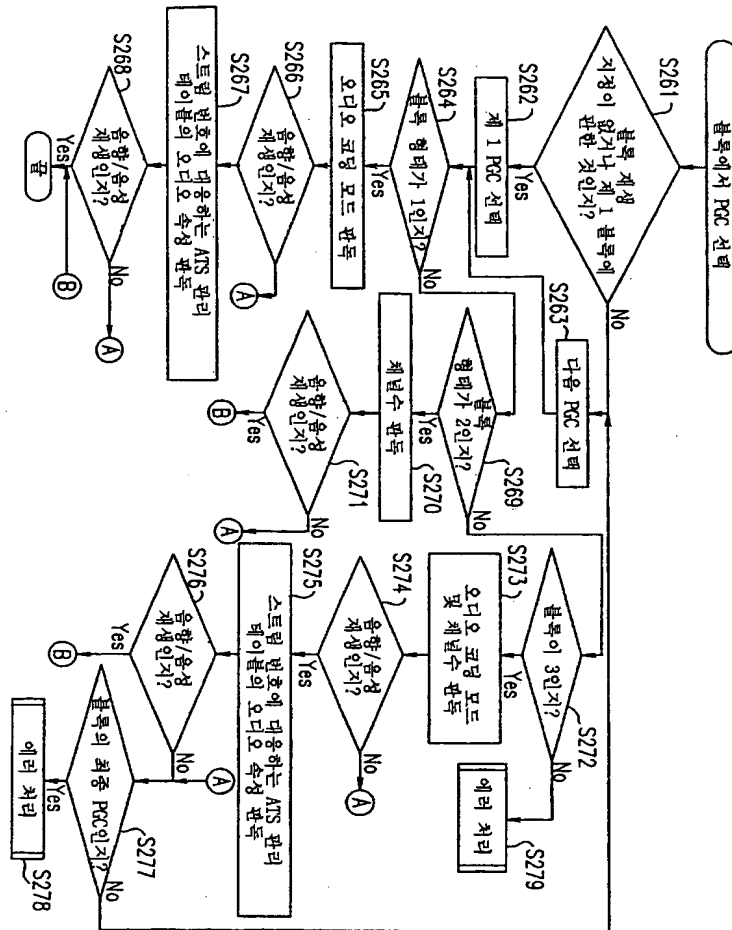 블록에서 PGC 선택
S261
블록 재생
지정이 없거나 제 1 블록에
관한 것인지?
Yes
No
S262
제 1 PGC 선택
S263
다음 PGC 선택
S264
블록 형태가 1인지?
Yes
No
S265
오디오 코딩 모드 판독
S266
음향/음성
재생인지?
A
S267
스트림 번호에 대응하는 ATS 관리
테이블의 오디오 속성 판독
S268
음향/음성
재생인지?
Yes
No
끝
B
A
S269
블록
형태가 2인지?
Yes
No
S270
채널수 판독
S271
음향/음성
재생인지?
Yes
No
B
A
S272
블록이 3인지?
Yes
No
S273
오디오 코딩 모드
및 채널수 판독
S279
에러 처리
S274
음향/음성
재생인지?
Yes
A
S275
스트림 번호에 대응하는 ATS 관리
테이블의 오디오 속성 판독
S276
음향/음성
재생인지?
Yes
No
B
A
S277
블록의 최종 PGC인지?
Yes
No
S278
에러 처리